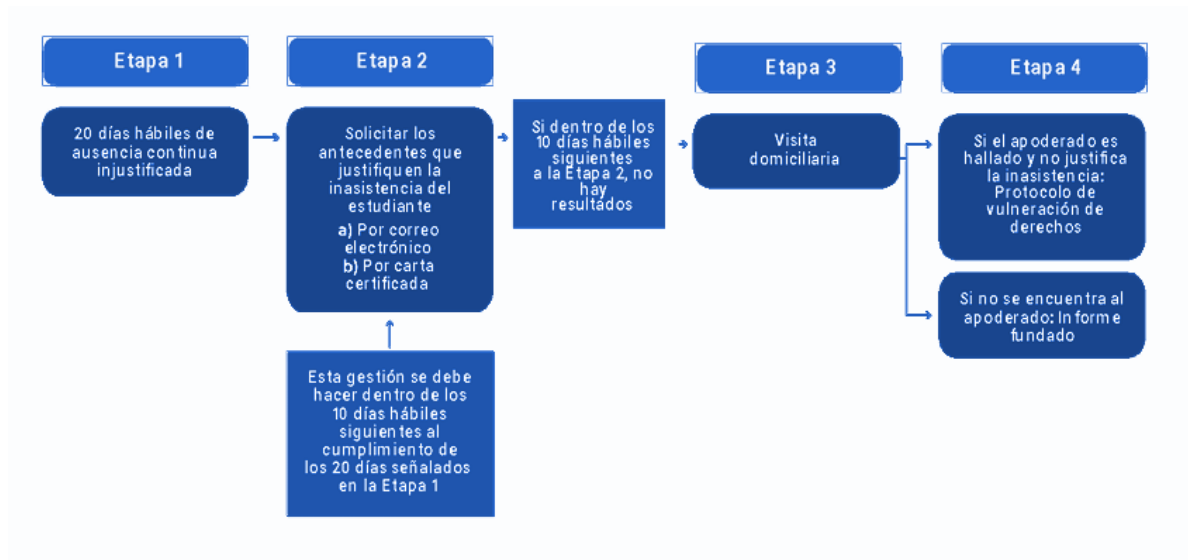 Etapa 1
20 días hábiles de
ausencia continua
injustificada
Etapa 2
Solicitar los
antecedentes que
justifiquen la
inasistencia del
estudiante
a) Por correo
electrónico
b) Por carta
certificada
Esta gestión se debe
hacer dentro de los
10 días hábiles
siguientes al
cumplimiento de
los 20 días señalados
en la Etapa 1
Si dentro de los
10 días hábiles
siguientes
a la Etapa 2, no
hay
resultados
Etapa 3
Visita
domiciliaria
Etapa 4
Si el apoderado es
hallado y no justifica
la inasistencia:
Protocolo de
vulneración de
derechos
Si no se encuentra al
apoderado: Informe
fundado